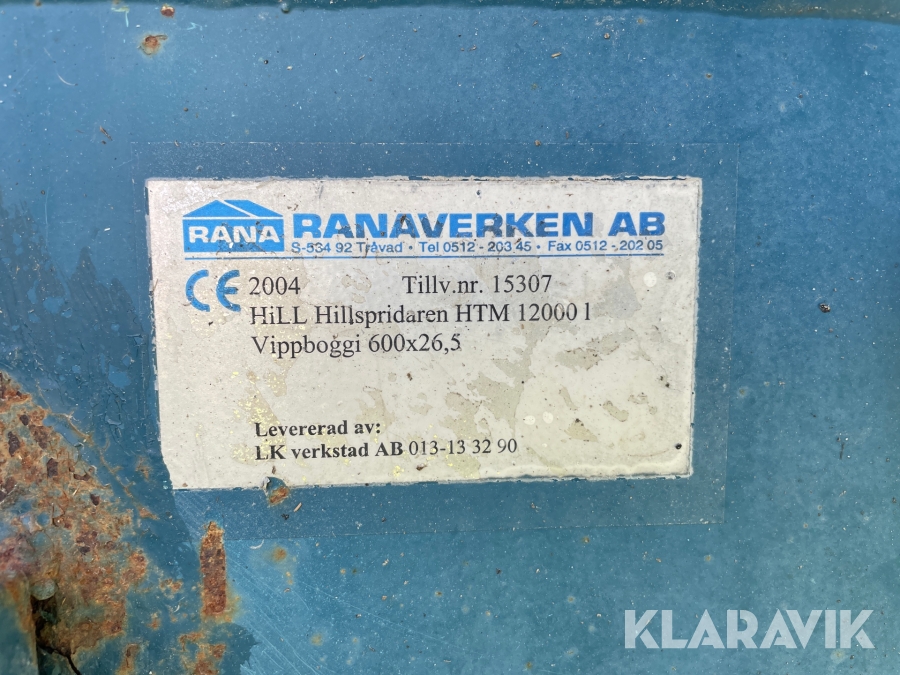 RANA RANAVERKEN AB
S-534 92 Tråvad · Tel 0512 - 203 45 · Fax 0512 - 202 05
CE 2004 Tillv.nr. 15307
HiLL Hillspridaren HTM 12000 l
Vippboggi 600x26,5
Levererad av:
LK verkstad AB 013-13 32 90
KLARAVIK